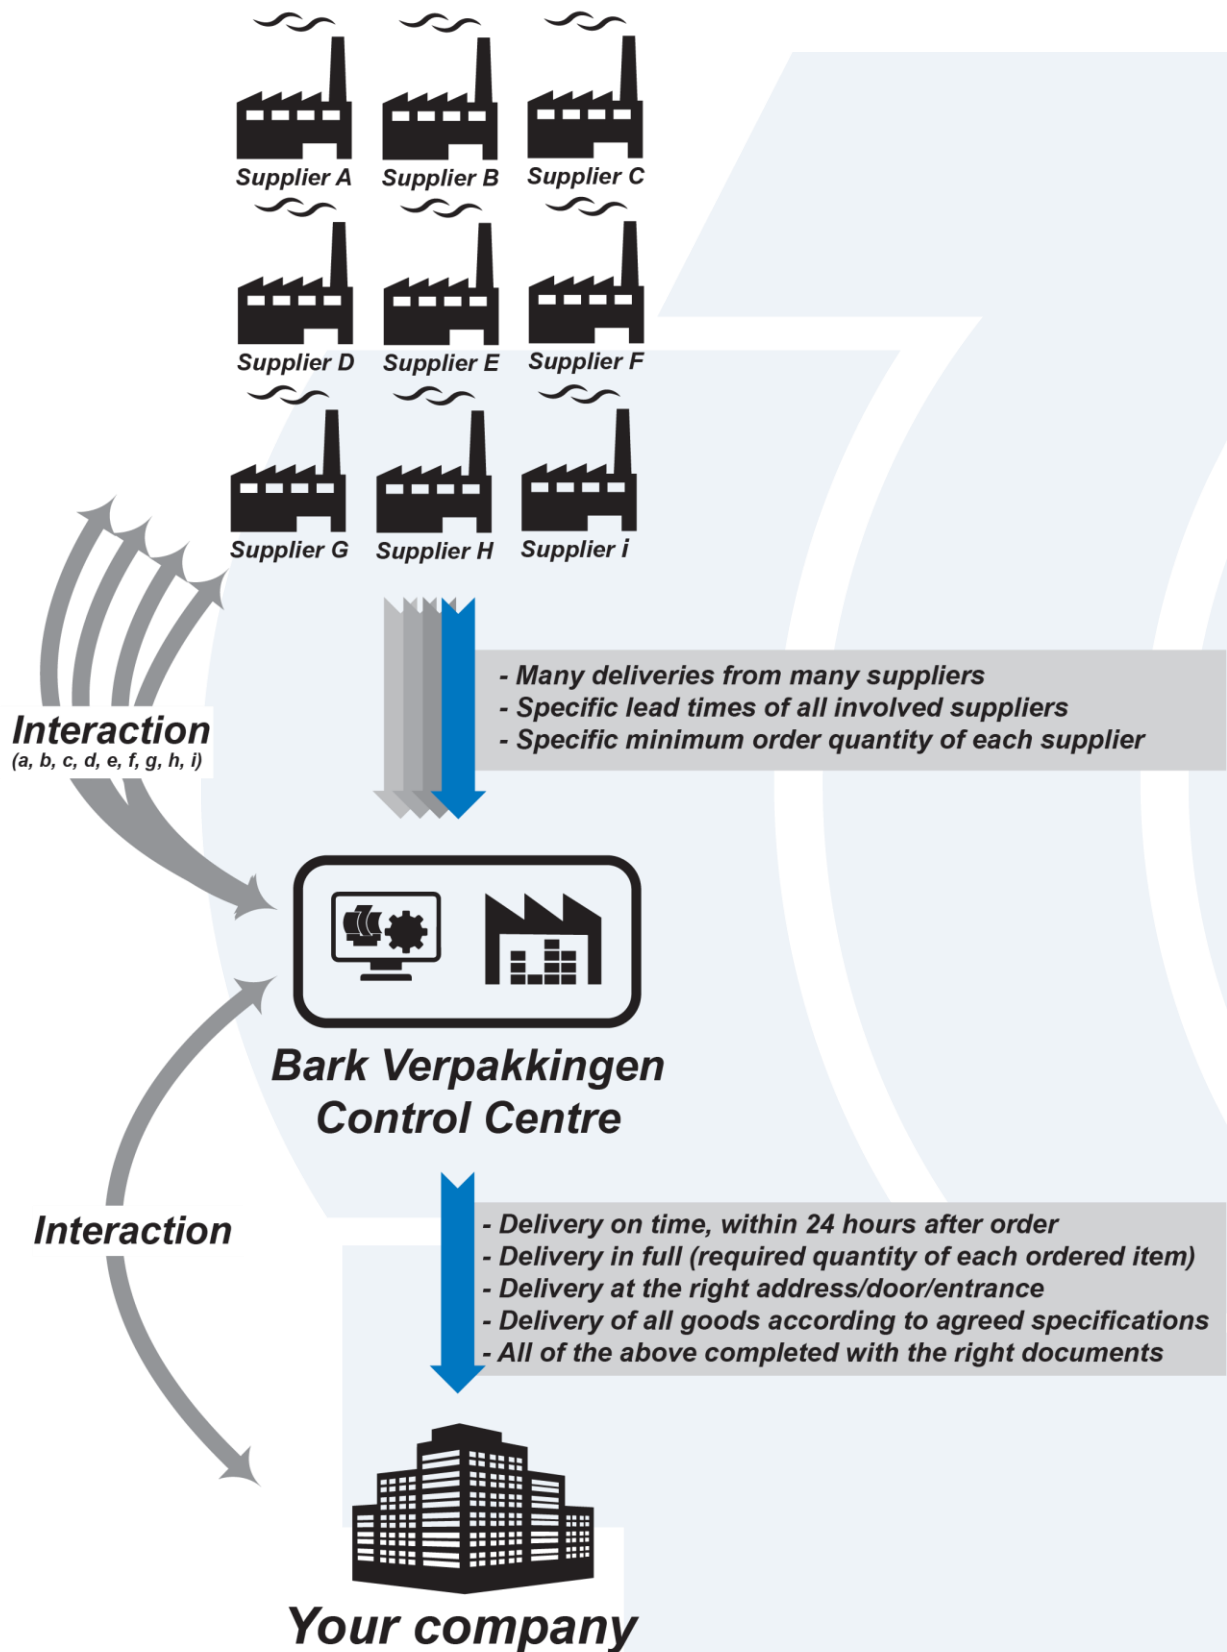 Supplier A
Supplier B
Supplier C
Supplier D
Supplier E
Supplier F
Supplier G
Supplier H
Supplier i
- Many deliveries from many suppliers
- Specific lead times of all involved suppliers
- Specific minimum order quantity of each supplier
Interaction
(a, b, c, d, e, f, g, h, i)
Bark Verpakkingen
Control Centre
Interaction
- Delivery on time, within 24 hours after order
- Delivery in full (required quantity of each ordered item)
- Delivery at the right address/door/entrance
- Delivery of all goods according to agreed specifications
- All of the above completed with the right documents
Your company